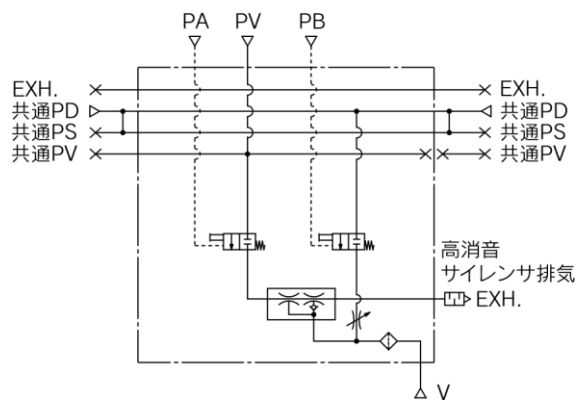 PA PV PB
EXH. EXH.
共通PD 共通PD
共通PS 共通PS
共通PV 共通PV
高消音
サイレンサ排気
EXH.
V